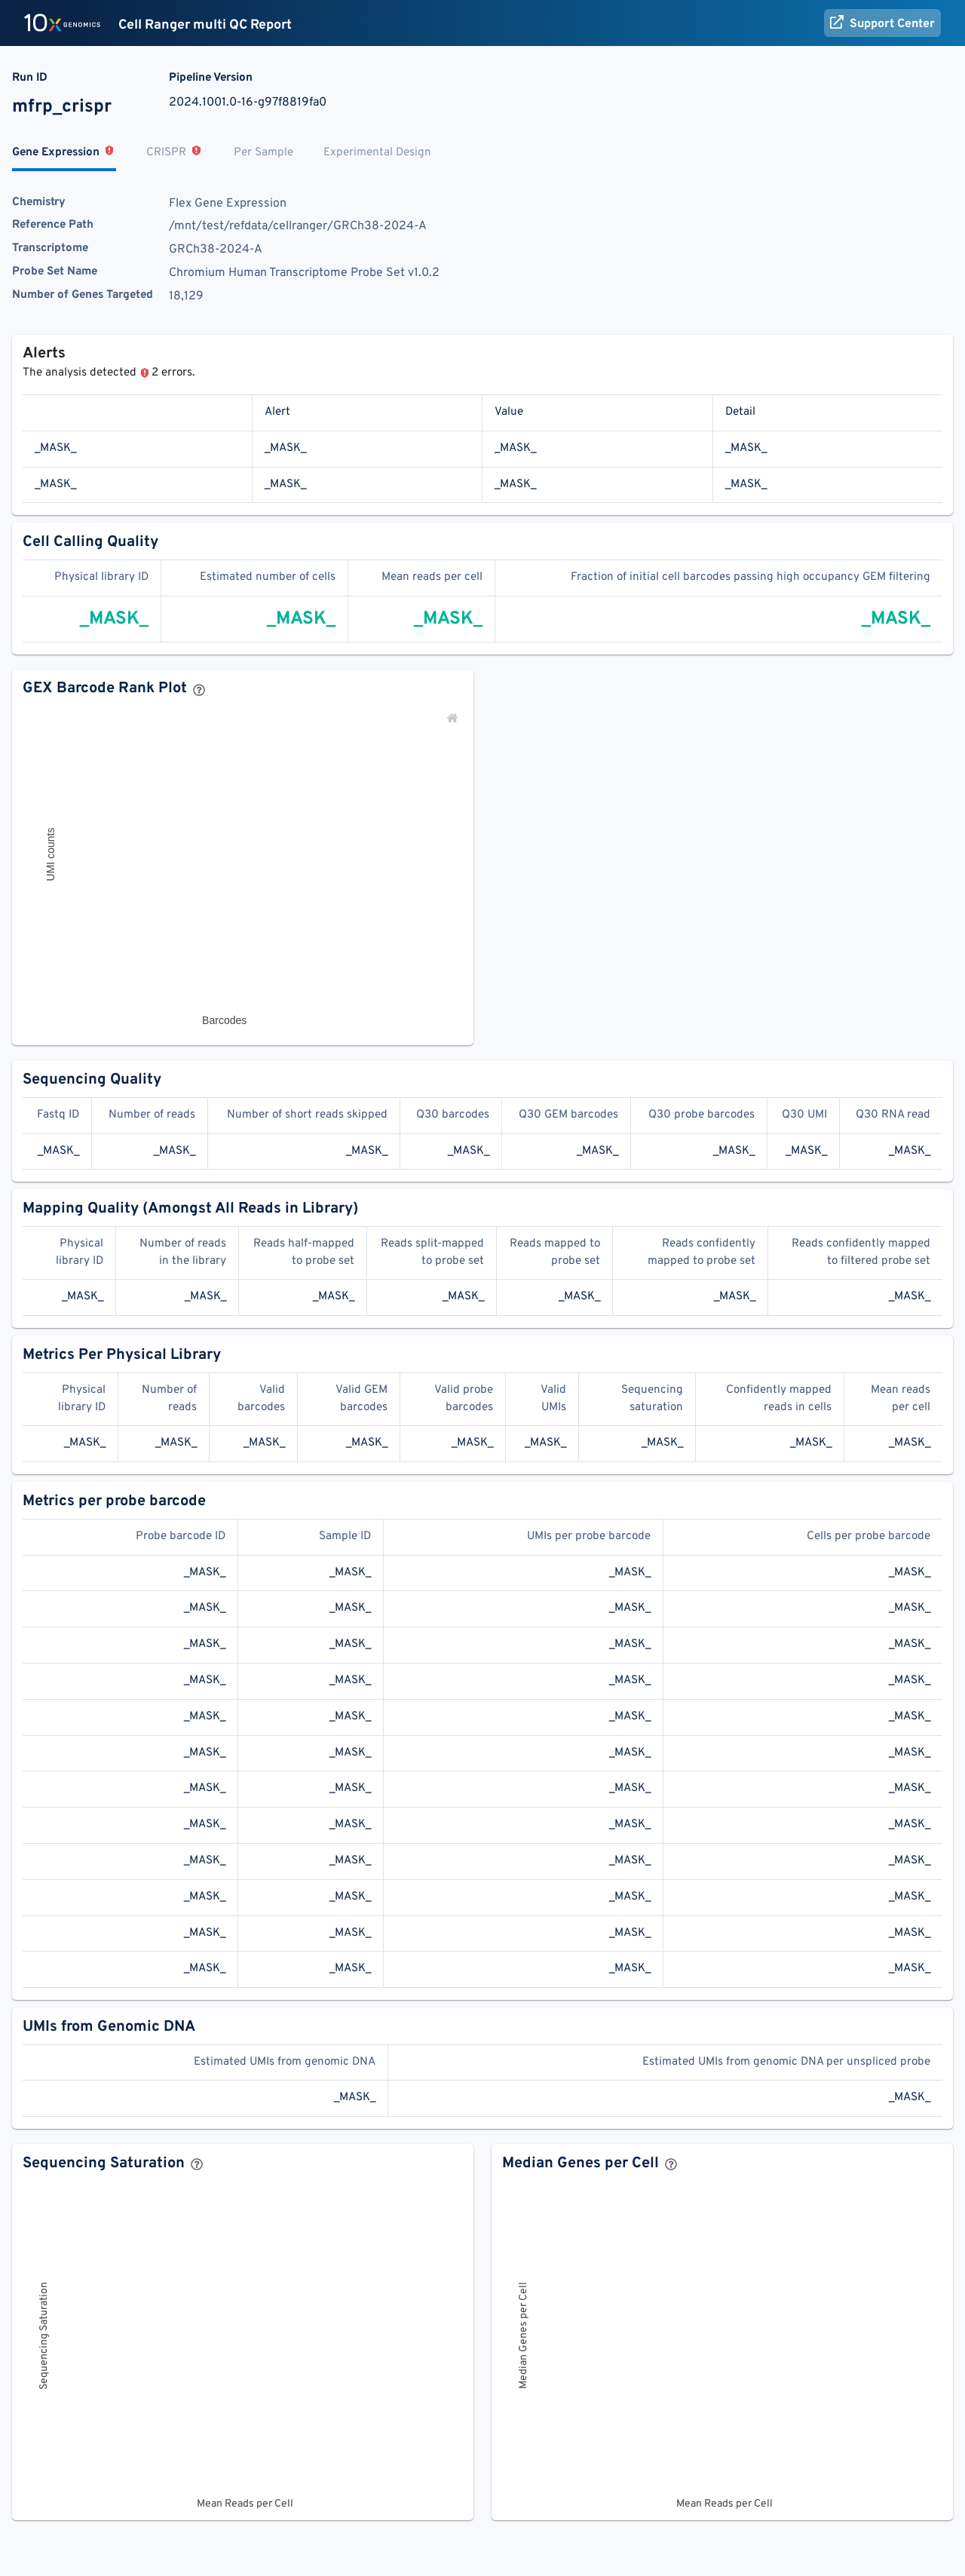 10x GENOMICS Cell Ranger multi QC Report Support Center
Run ID Pipeline Version
mfrp_crispr 2024.1001.0-16-g97f8819fa0
Gene Expression CRISPR Per Sample Experimental Design
Chemistry Flex Gene Expression
Reference Path /mnt/test/refdata/cellranger/GRCh38-2024-A
Transcriptome GRCh38-2024-A
Probe Set Name Chromium Human Transcriptome Probe Set v1.0.2
Number of Genes Targeted 18,129
Alerts
The analysis detected 2 errors.
Alert Value Detail
_MASK_ _MASK_ _MASK_ _MASK_
_MASK_ _MASK_ _MASK_ _MASK_
Cell Calling Quality
Physical library ID Estimated number of cells Mean reads per cell Fraction of initial cell barcodes passing high occupancy GEM filtering
_MASK_ _MASK_ _MASK_ _MASK_
GEX Barcode Rank Plot ?
UMI counts
Barcodes
Sequencing Quality
Fastq ID Number of reads Number of short reads skipped Q30 barcodes Q30 GEM barcodes Q30 probe barcodes Q30 UMI Q30 RNA read
_MASK_ _MASK_ _MASK_ _MASK_ _MASK_ _MASK_ _MASK_ _MASK_
Mapping Quality (Amongst All Reads in Library)
Physical Number of reads Reads half-mapped Reads split-mapped Reads mapped to Reads confidently Reads confidently mapped
library ID in the library to probe set to probe set probe set mapped to probe set to filtered probe set
_MASK_ _MASK_ _MASK_ _MASK_ _MASK_ _MASK_ _MASK_
Metrics Per Physical Library
Physical Number of Valid Valid GEM Valid probe Valid Sequencing Confidently mapped Mean reads
library ID reads barcodes barcodes barcodes UMIs saturation reads in cells per cell
_MASK_ _MASK_ _MASK_ _MASK_ _MASK_ _MASK_ _MASK_ _MASK_ _MASK_
Metrics per probe barcode
Probe barcode ID Sample ID UMIs per probe barcode Cells per probe barcode
_MASK_ _MASK_ _MASK_ _MASK_
_MASK_ _MASK_ _MASK_ _MASK_
_MASK_ _MASK_ _MASK_ _MASK_
_MASK_ _MASK_ _MASK_ _MASK_
_MASK_ _MASK_ _MASK_ _MASK_
_MASK_ _MASK_ _MASK_ _MASK_
_MASK_ _MASK_ _MASK_ _MASK_
_MASK_ _MASK_ _MASK_ _MASK_
_MASK_ _MASK_ _MASK_ _MASK_
_MASK_ _MASK_ _MASK_ _MASK_
_MASK_ _MASK_ _MASK_ _MASK_
_MASK_ _MASK_ _MASK_ _MASK_
UMIs from Genomic DNA
Estimated UMIs from genomic DNA Estimated UMIs from genomic DNA per unspliced probe
_MASK_ _MASK_
Sequencing Saturation ? Median Genes per Cell ?
Sequencing Saturation Median Genes per Cell
Mean Reads per Cell Mean Reads per Cell